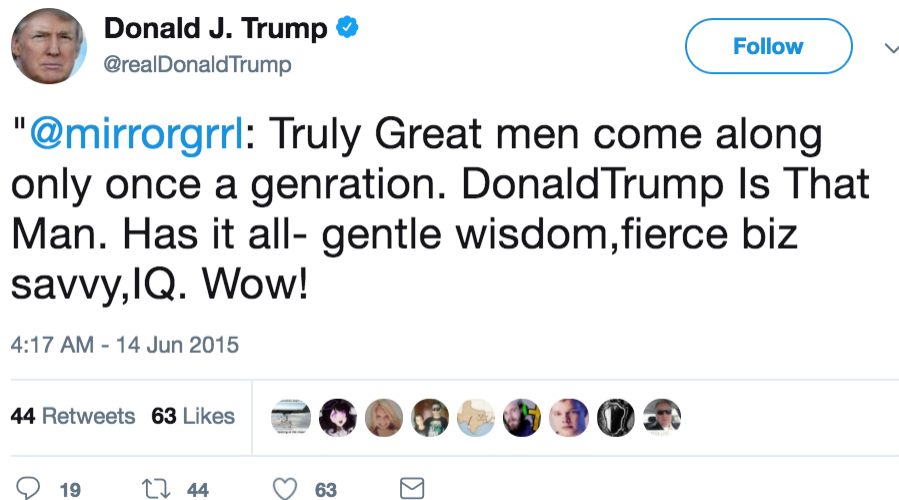 Donald J. Trump
@realDonaldTrump
Follow
"@mirrorgrrl: Truly Great men come along
only once a genration. DonaldTrump Is That
Man. Has it all- gentle wisdom,fierce biz
savvy,IQ. Wow!
4:17 AM - 14 Jun 2015
44 Retweets 63 Likes
19 44 63